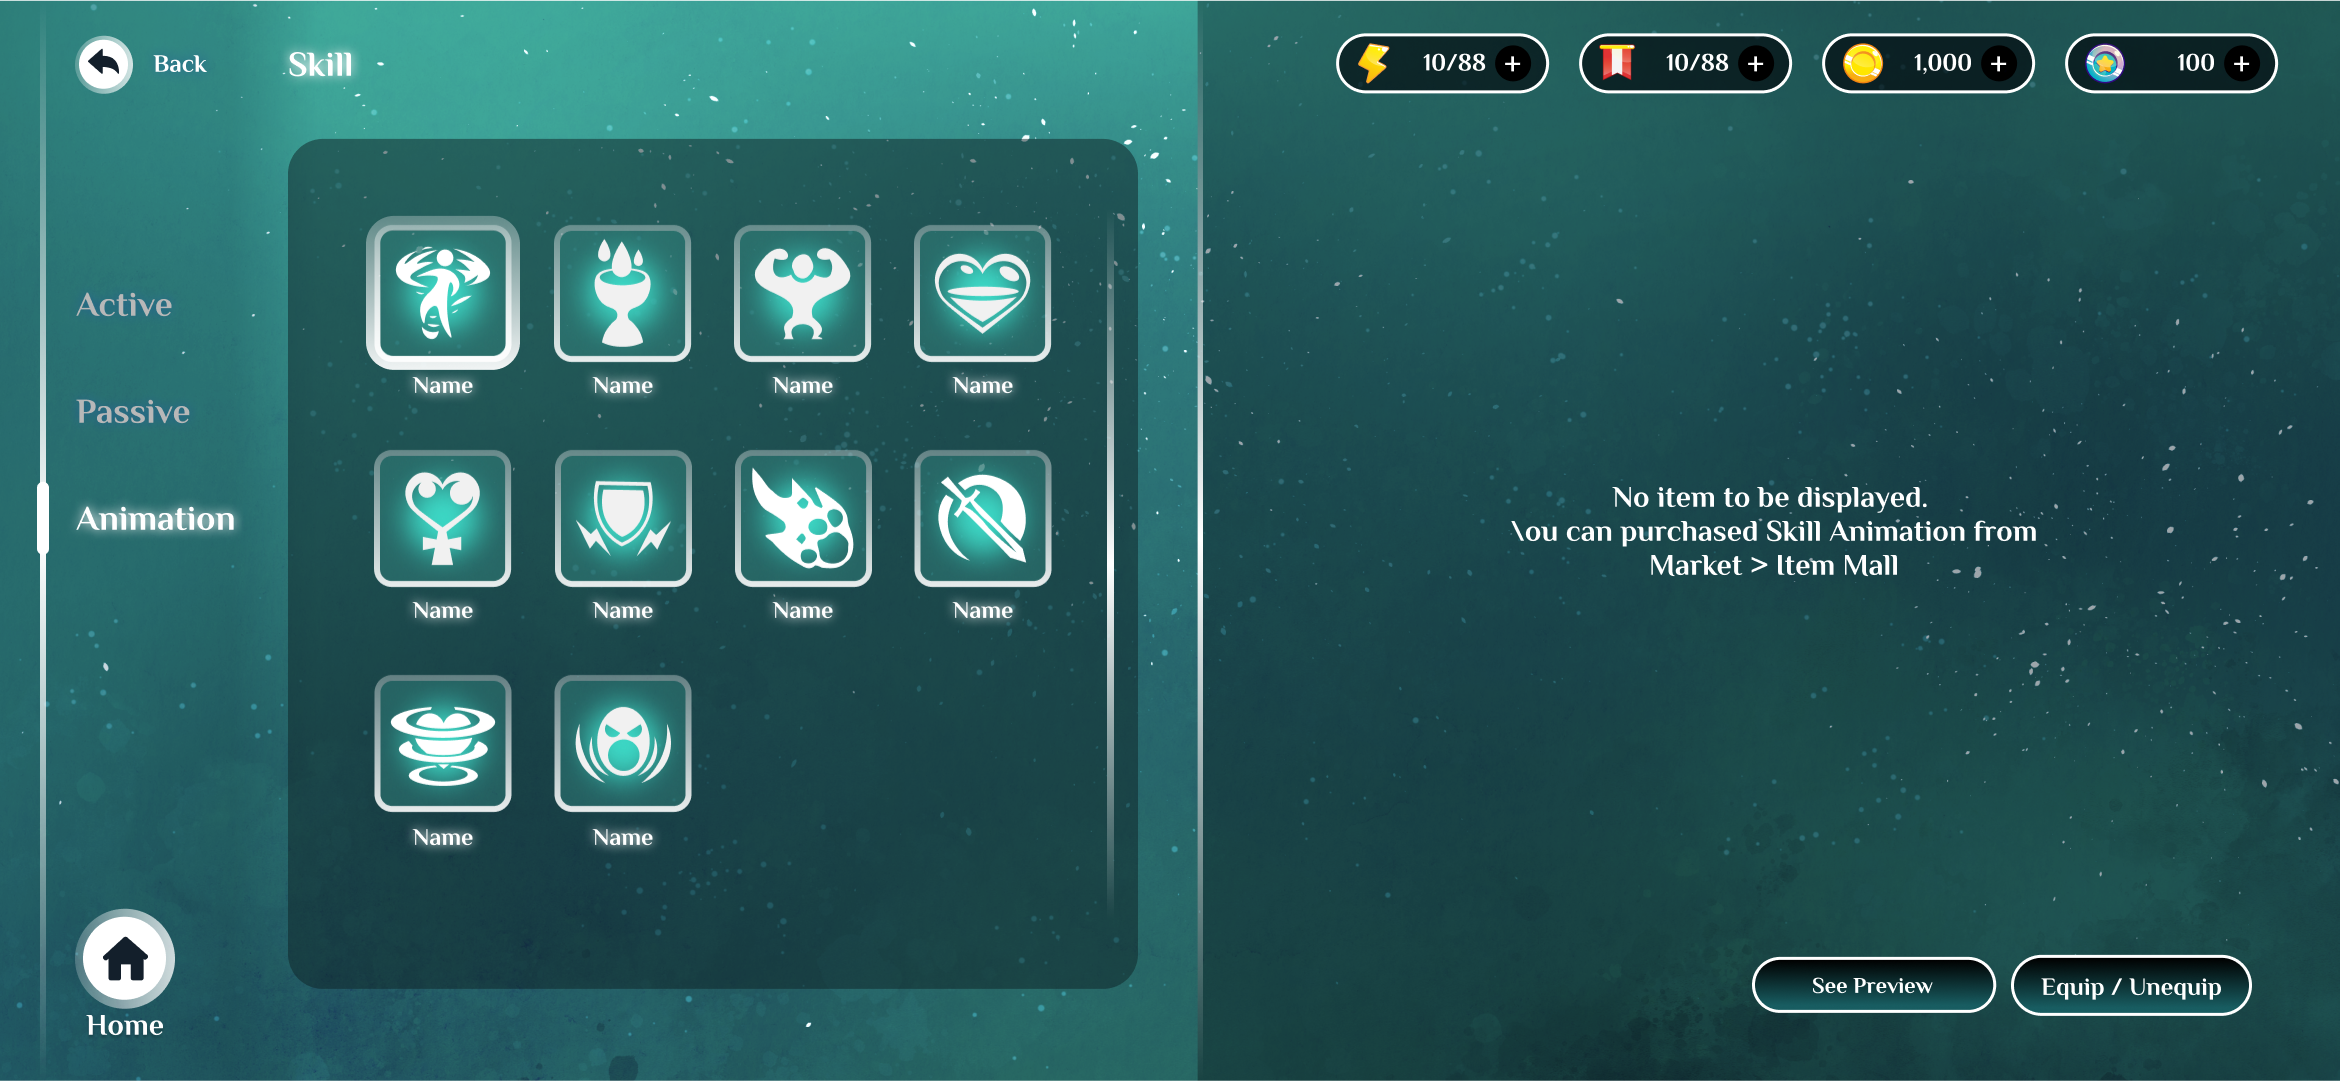 Back
Skill
10/88
10/88
1,000
100
Active
Passive
Animation
Name
Name
Name
Name
Name
Name
Name
Name
Name
Name
No item to be displayed.
You can purchased Skill Animation from
Market > Item Mall
Home
See Preview
Equip / Unequip